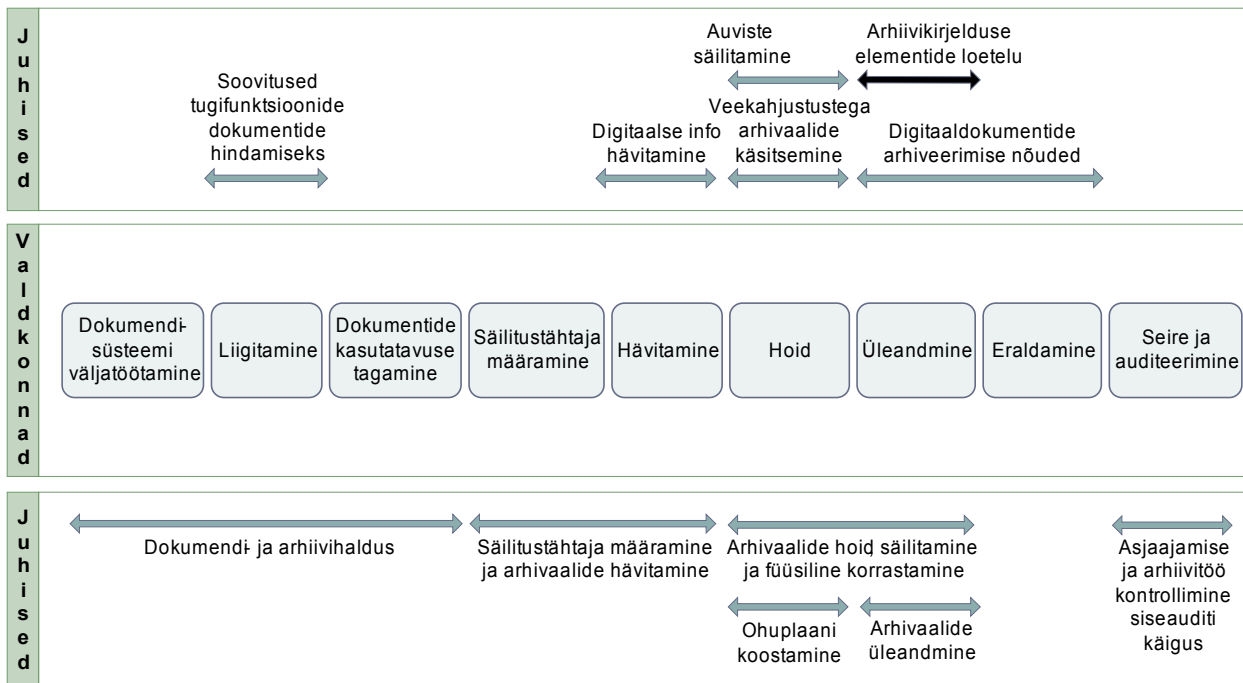 Juhised
Auviste
säilitamine
Arhiivikirjelduse
elementide loetelu
Soovitused
tugifunktsioonide
dokumentide
hindamiseks
Digitaalse info
hävitamine
Veekahjustustega
arhivaalide
käsitsemine
Digitaaldokumentide
arhiveerimise nõuded
Valdkonnad
Dokumendi-
süsteemi
väljatöötamine
Liigitamine
Dokumentide
kasutatavuse
tagamine
Säilitustähtaja
määramine
Hävitamine
Hoid
Üleandmine
Eraldamine
Seire ja
auditeerimine
Juhised
Dokumendi- ja arhiivihaldus
Säilitustähtaja määramine
ja arhivaalide hävitamine
Arhivaalide hoid, säilitamine
ja füüsiline korrastamine
Asjaajamise
ja arhiivitöö
kontrollimine
siseauditi
käigus
Ohuplaani
koostamine
Arhivaalide
üleandmine